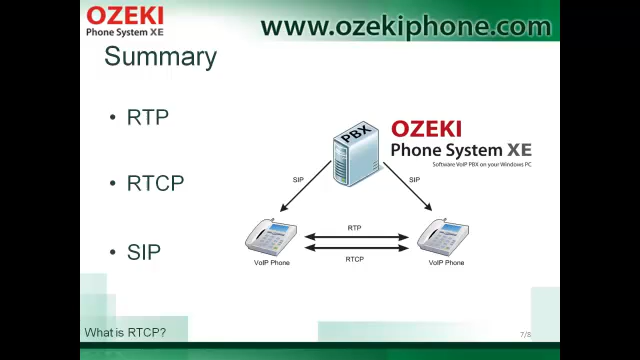 OZEKI
Phone System XE
www.ozekiphone.com
Summary
• RTP
• RTCP
• SIP
PBX
OZEKI
Phone System XE
Software VoIP PBX on your Windows PC
SIP
SIP
RTP
RTCP
VoIP Phone
VoIP Phone
What is RTCP?
7/8